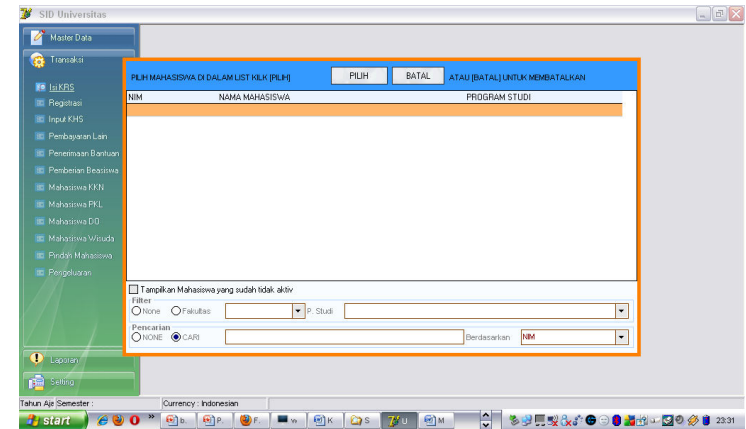 SID Universitas
Master Data
Transaksi
Isi KRS
Registrasi
Input KHS
Pembayaran Lain
Penerimaan Bantuan
Pemberian Beasiswa
Mahasiswa KKN
Mahasiswa PKL
Mahasiswa DO
Mahasiswa Wisuda
Pindah Mahasiswa
Pengeluaran
PILIH MAHASISWA DI DALAM LIST KILK [PILIH] PILIH BATAL ATAU [BATAL] UNTUK MEMBATALKAN
NIM NAMA MAHASISWA PROGRAM STUDI
Tampilkan Mahasiswa yang sudah tidak aktiv
Filter
None Fakultas P. Studi
Pencarian
NONE CARI Berdasarkan NIM
Laporan
Setting
Tahun Aja Semester : Currency : Indonesian
start b. P. F. vs K S U M 23:31